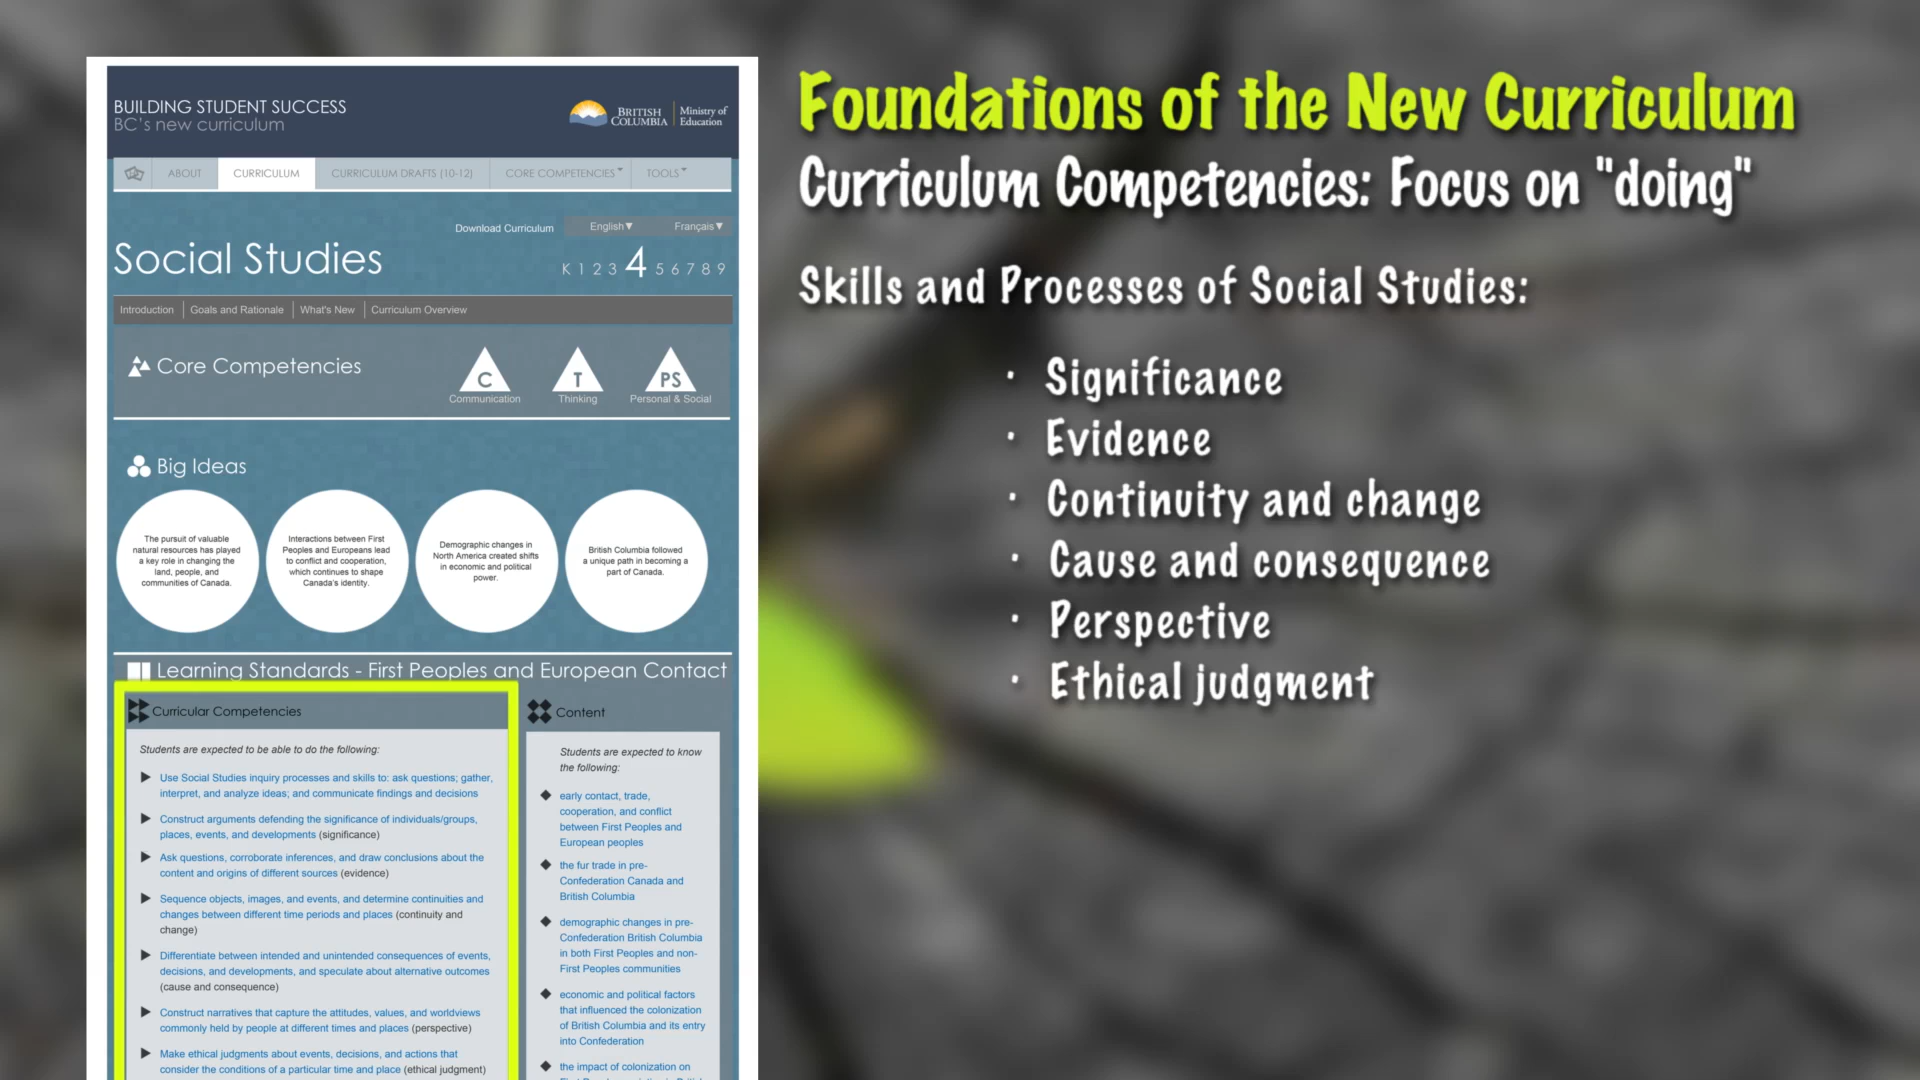 BUILDING STUDENT SUCCESS
BC's new curriculum
BRITISH
COLUMBIA
Ministry of
Education
ABOUT
CURRICULUM
CURRICULUM DRAFTS (10-12)
CORE COMPETENCIES
TOOLS
Download Curriculum
English▼
Français▼
Social Studies
K 1 2 3 4 5 6 7 8 9
Introduction
Goals and Rationale
What's New
Curriculum Overview
Core Competencies
C
Communication
T
Thinking
PS
Personal & Social
Big Ideas
The pursuit of valuable
natural resources has played
a key role in changing the
land, people, and
communities of Canada.
Interactions between First
Peoples and Europeans lead
to conflict and cooperation,
which continues to shape
Canada's identity.
Demographic changes in
North America created shifts
in economic and political
power.
British Columbia followed
a unique path in becoming a
part of Canada.
Learning Standards - First Peoples and European Contact
Curricular Competencies
Students are expected to be able to do the following:
Use Social Studies inquiry processes and skills to: ask questions; gather,
interpret, and analyze ideas; and communicate findings and decisions
Construct arguments defending the significance of individuals/groups,
places, events, and developments (significance)
Ask questions, corroborate inferences, and draw conclusions about the
content and origins of different sources (evidence)
Sequence objects, images, and events, and determine continuities and
changes between different time periods and places (continuity and
change)
Differentiate between intended and unintended consequences of events,
decisions, and developments, and speculate about alternative outcomes
(cause and consequence)
Construct narratives that capture the attitudes, values, and worldviews
commonly held by people at different times and places (perspective)
Make ethical judgments about events, decisions, and actions that
consider the conditions of a particular time and place (ethical judgment)
Content
Students are expected to know
the following:
early contact, trade,
cooperation, and conflict
between First Peoples and
European peoples
the fur trade in pre-
Confederation Canada and
British Columbia
demographic changes in pre-
Confederation British Columbia
in both First Peoples and non-
First Peoples communities
economic and political factors
that influenced the colonization
of British Columbia and its entry
into Confederation
the impact of colonization on
Foundations of the New Curriculum
Curriculum Competencies: Focus on "doing"
Skills and Processes of Social Studies:
· Significance
· Evidence
· Continuity and change
· Cause and consequence
· Perspective
· Ethical judgment